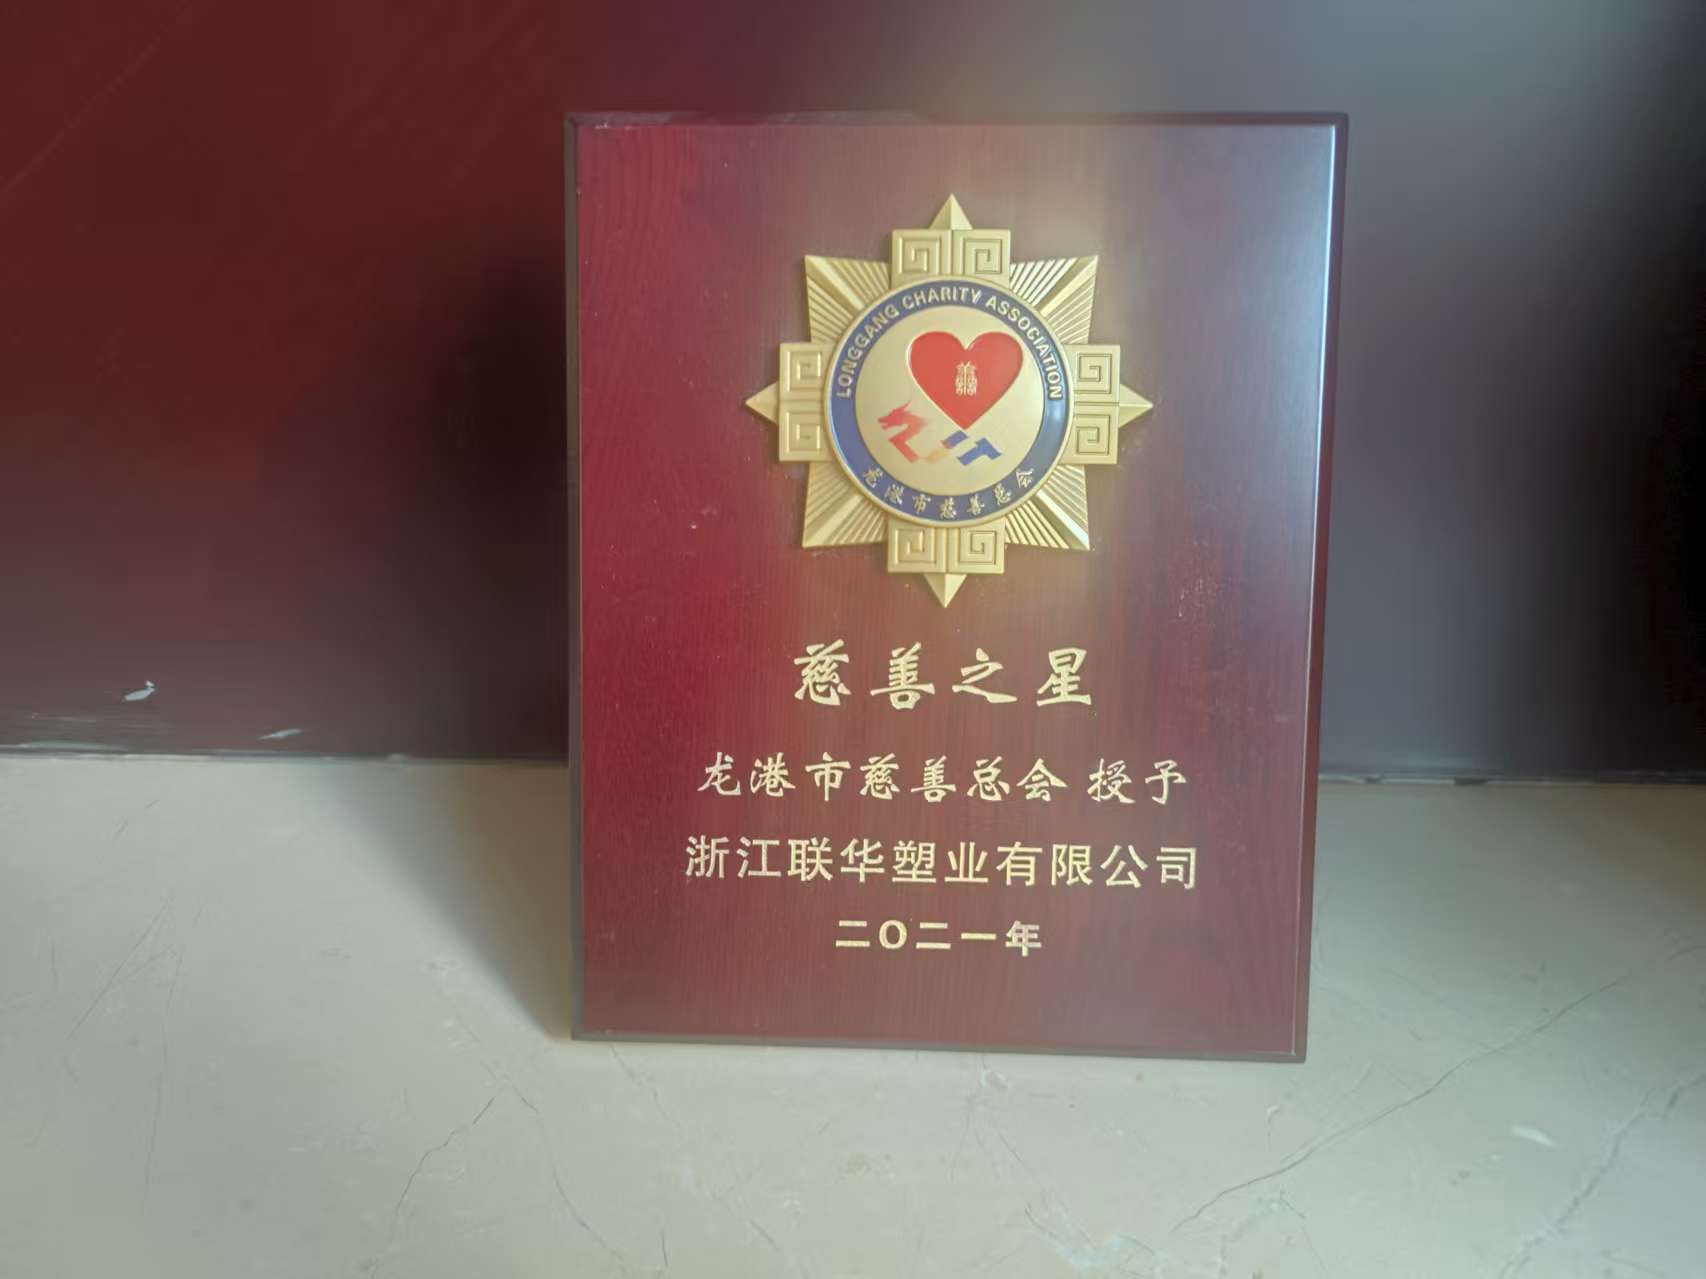 LONGGANG CHARITY ASSOCIATION
善
龙港市慈善总会
慈善之星
龙港市慈善总会 授予
浙江联华塑业有限公司
二〇二一年